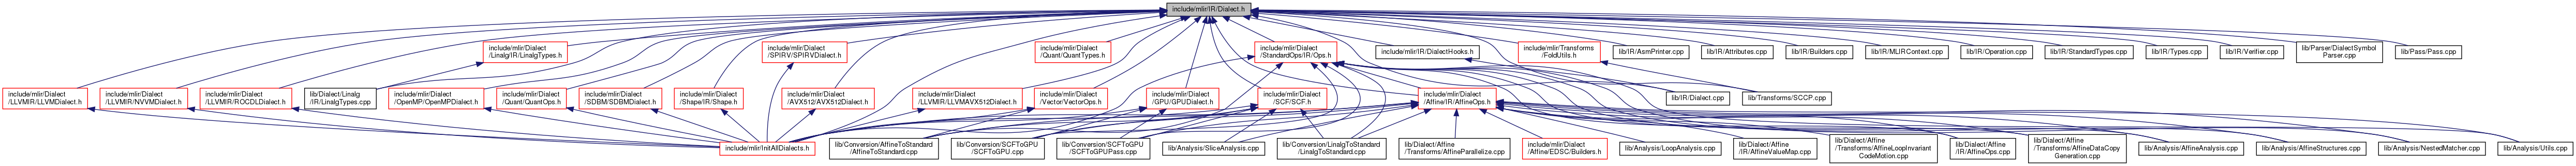 include/mlir/IR/Dialect.h
include/mlir/Dialect
/Linalg/IR/LinalgTypes.h
include/mlir/Dialect
/SPIRV/SPIRVDialect.h
include/mlir/Dialect
/Quant/QuantTypes.h
include/mlir/Dialect
/StandardOps/IR/Ops.h
include/mlir/IR/DialectHooks.h
include/mlir/Transforms
/FoldUtils.h
lib/IR/AsmPrinter.cpp
lib/IR/Attributes.cpp
lib/IR/Builders.cpp
lib/IR/MLIRContext.cpp
lib/IR/Operation.cpp
lib/IR/StandardTypes.cpp
lib/IR/Types.cpp
lib/IR/Verifier.cpp
lib/Parser/DialectSymbol
Parser.cpp
lib/Pass/Pass.cpp
include/mlir/Dialect
/LLVMIR/LLVMDialect.h
include/mlir/Dialect
/LLVMIR/NVVMDialect.h
include/mlir/Dialect
/LLVMIR/ROCDLDialect.h
lib/Dialect/Linalg
/IR/LinalgTypes.cpp
include/mlir/Dialect
/OpenMP/OpenMPDialect.h
include/mlir/Dialect
/Quant/QuantOps.h
include/mlir/Dialect
/SDBM/SDBMDialect.h
include/mlir/Dialect
/Shape/IR/Shape.h
include/mlir/Dialect
/AVX512/AVX512Dialect.h
include/mlir/Dialect
/LLVMIR/LLVMAVX512Dialect.h
include/mlir/Dialect
/Vector/VectorOps.h
include/mlir/Dialect
/GPU/GPUDialect.h
include/mlir/Dialect
/SCF/SCF.h
include/mlir/Dialect
/Affine/IR/AffineOps.h
lib/IR/Dialect.cpp
lib/Transforms/SCCP.cpp
include/mlir/InitAllDialects.h
lib/Conversion/AffineToStandard
/AffineToStandard.cpp
lib/Conversion/SCFToGPU
/SCFToGPU.cpp
lib/Conversion/SCFToGPU
/SCFToGPUPass.cpp
lib/Analysis/SliceAnalysis.cpp
lib/Conversion/LinalgToStandard
/LinalgToStandard.cpp
lib/Dialect/Affine
/Transforms/AffineParallelize.cpp
include/mlir/Dialect
/Affine/EDSC/Builders.h
lib/Analysis/LoopAnalysis.cpp
lib/Dialect/Affine
/IR/AffineValueMap.cpp
lib/Dialect/Affine
/Transforms/AffineLoopInvariant
CodeMotion.cpp
lib/Dialect/Affine
/IR/AffineOps.cpp
lib/Dialect/Affine
/Transforms/AffineDataCopy
Generation.cpp
lib/Analysis/AffineAnalysis.cpp
lib/Analysis/AffineStructures.cpp
lib/Analysis/NestedMatcher.cpp
lib/Analysis/Utils.cpp